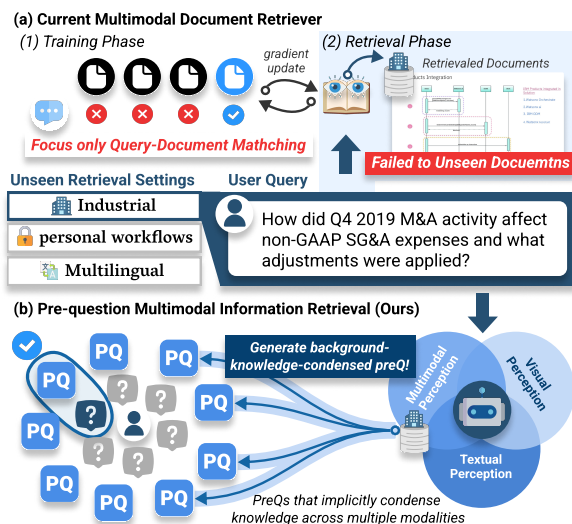 (a) Current Multimodal Document Retriever
(1) Training Phase
gradient
update
(2) Retrieval Phase
Retrievaled Documents
ducts Integration
Focus only Query-Document Mathching
Failed to Unseen Docuemtns
Unseen Retrieval Settings
User Query
Industrial
personal workflows
Multilingual
How did Q4 2019 M&A activity affect
non-GAAP SG&A expenses and what
adjustments were applied?
(b) Pre-question Multimodal Information Retrieval (Ours)
Generate background-
knowledge-condensed preQ!
PQ
PQ
PQ
PQ
PQ
PQ
PQ
PQ
PQ
?
?
?
?
?
?
Multimodal
Perception
Visual
Perception
Textual
Perception
PreQs that implicitly condense
knowledge across multiple modalities